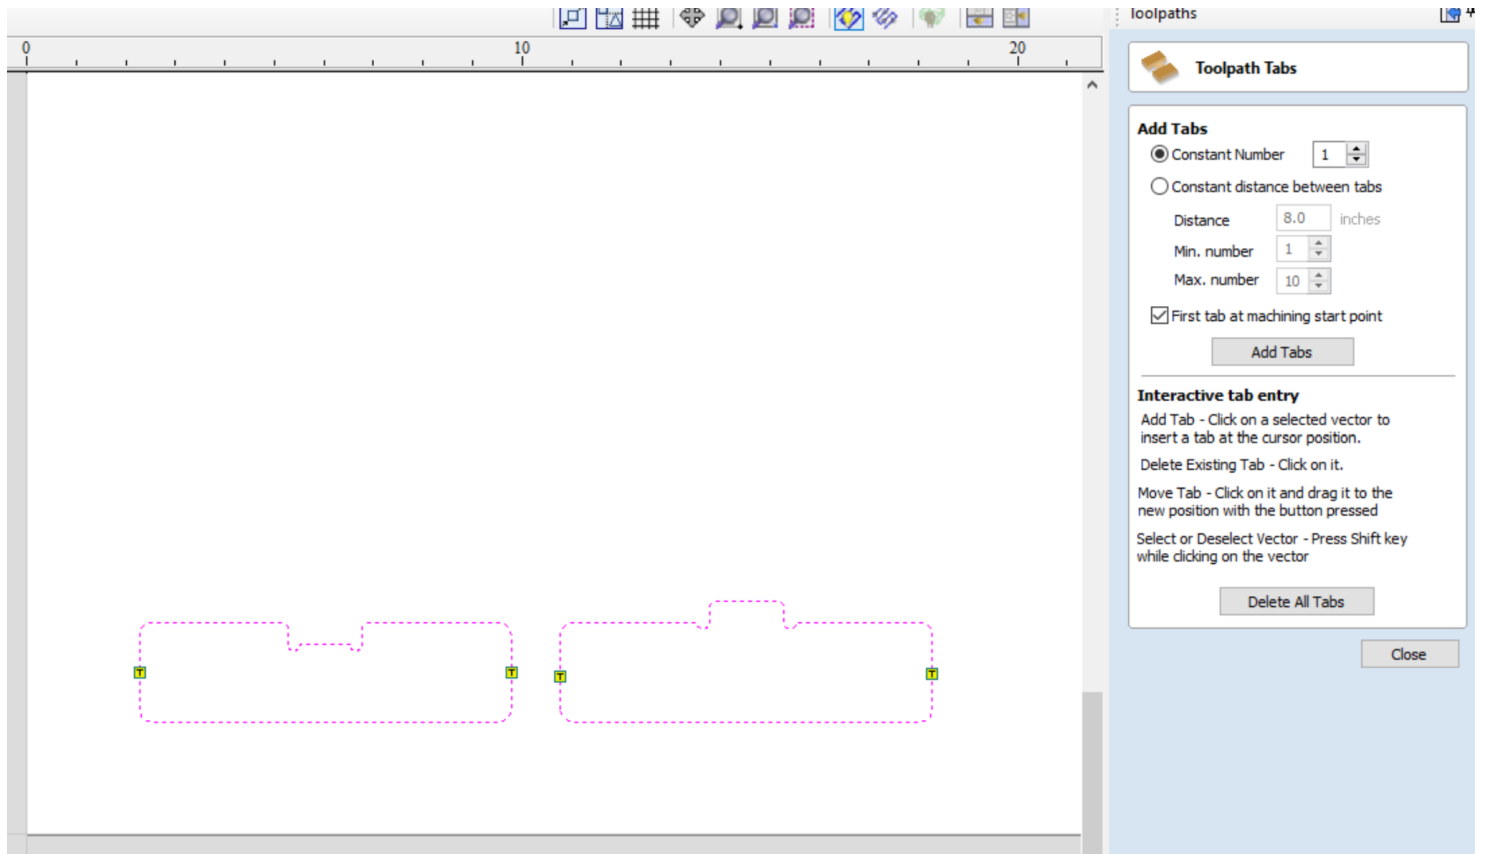 Toolpaths
0 10 20
Toolpath Tabs
Add Tabs
Constant Number 1
Constant distance between tabs
Distance 8.0 inches
Min. number 1
Max. number 10
First tab at machining start point
Add Tabs
Interactive tab entry
Add Tab - Click on a selected vector to
insert a tab at the cursor position.
Delete Existing Tab - Click on it.
Move Tab - Click on it and drag it to the
new position with the button pressed
Select or Deselect Vector - Press Shift key
while clicking on the vector
Delete All Tabs
Close
T T T T